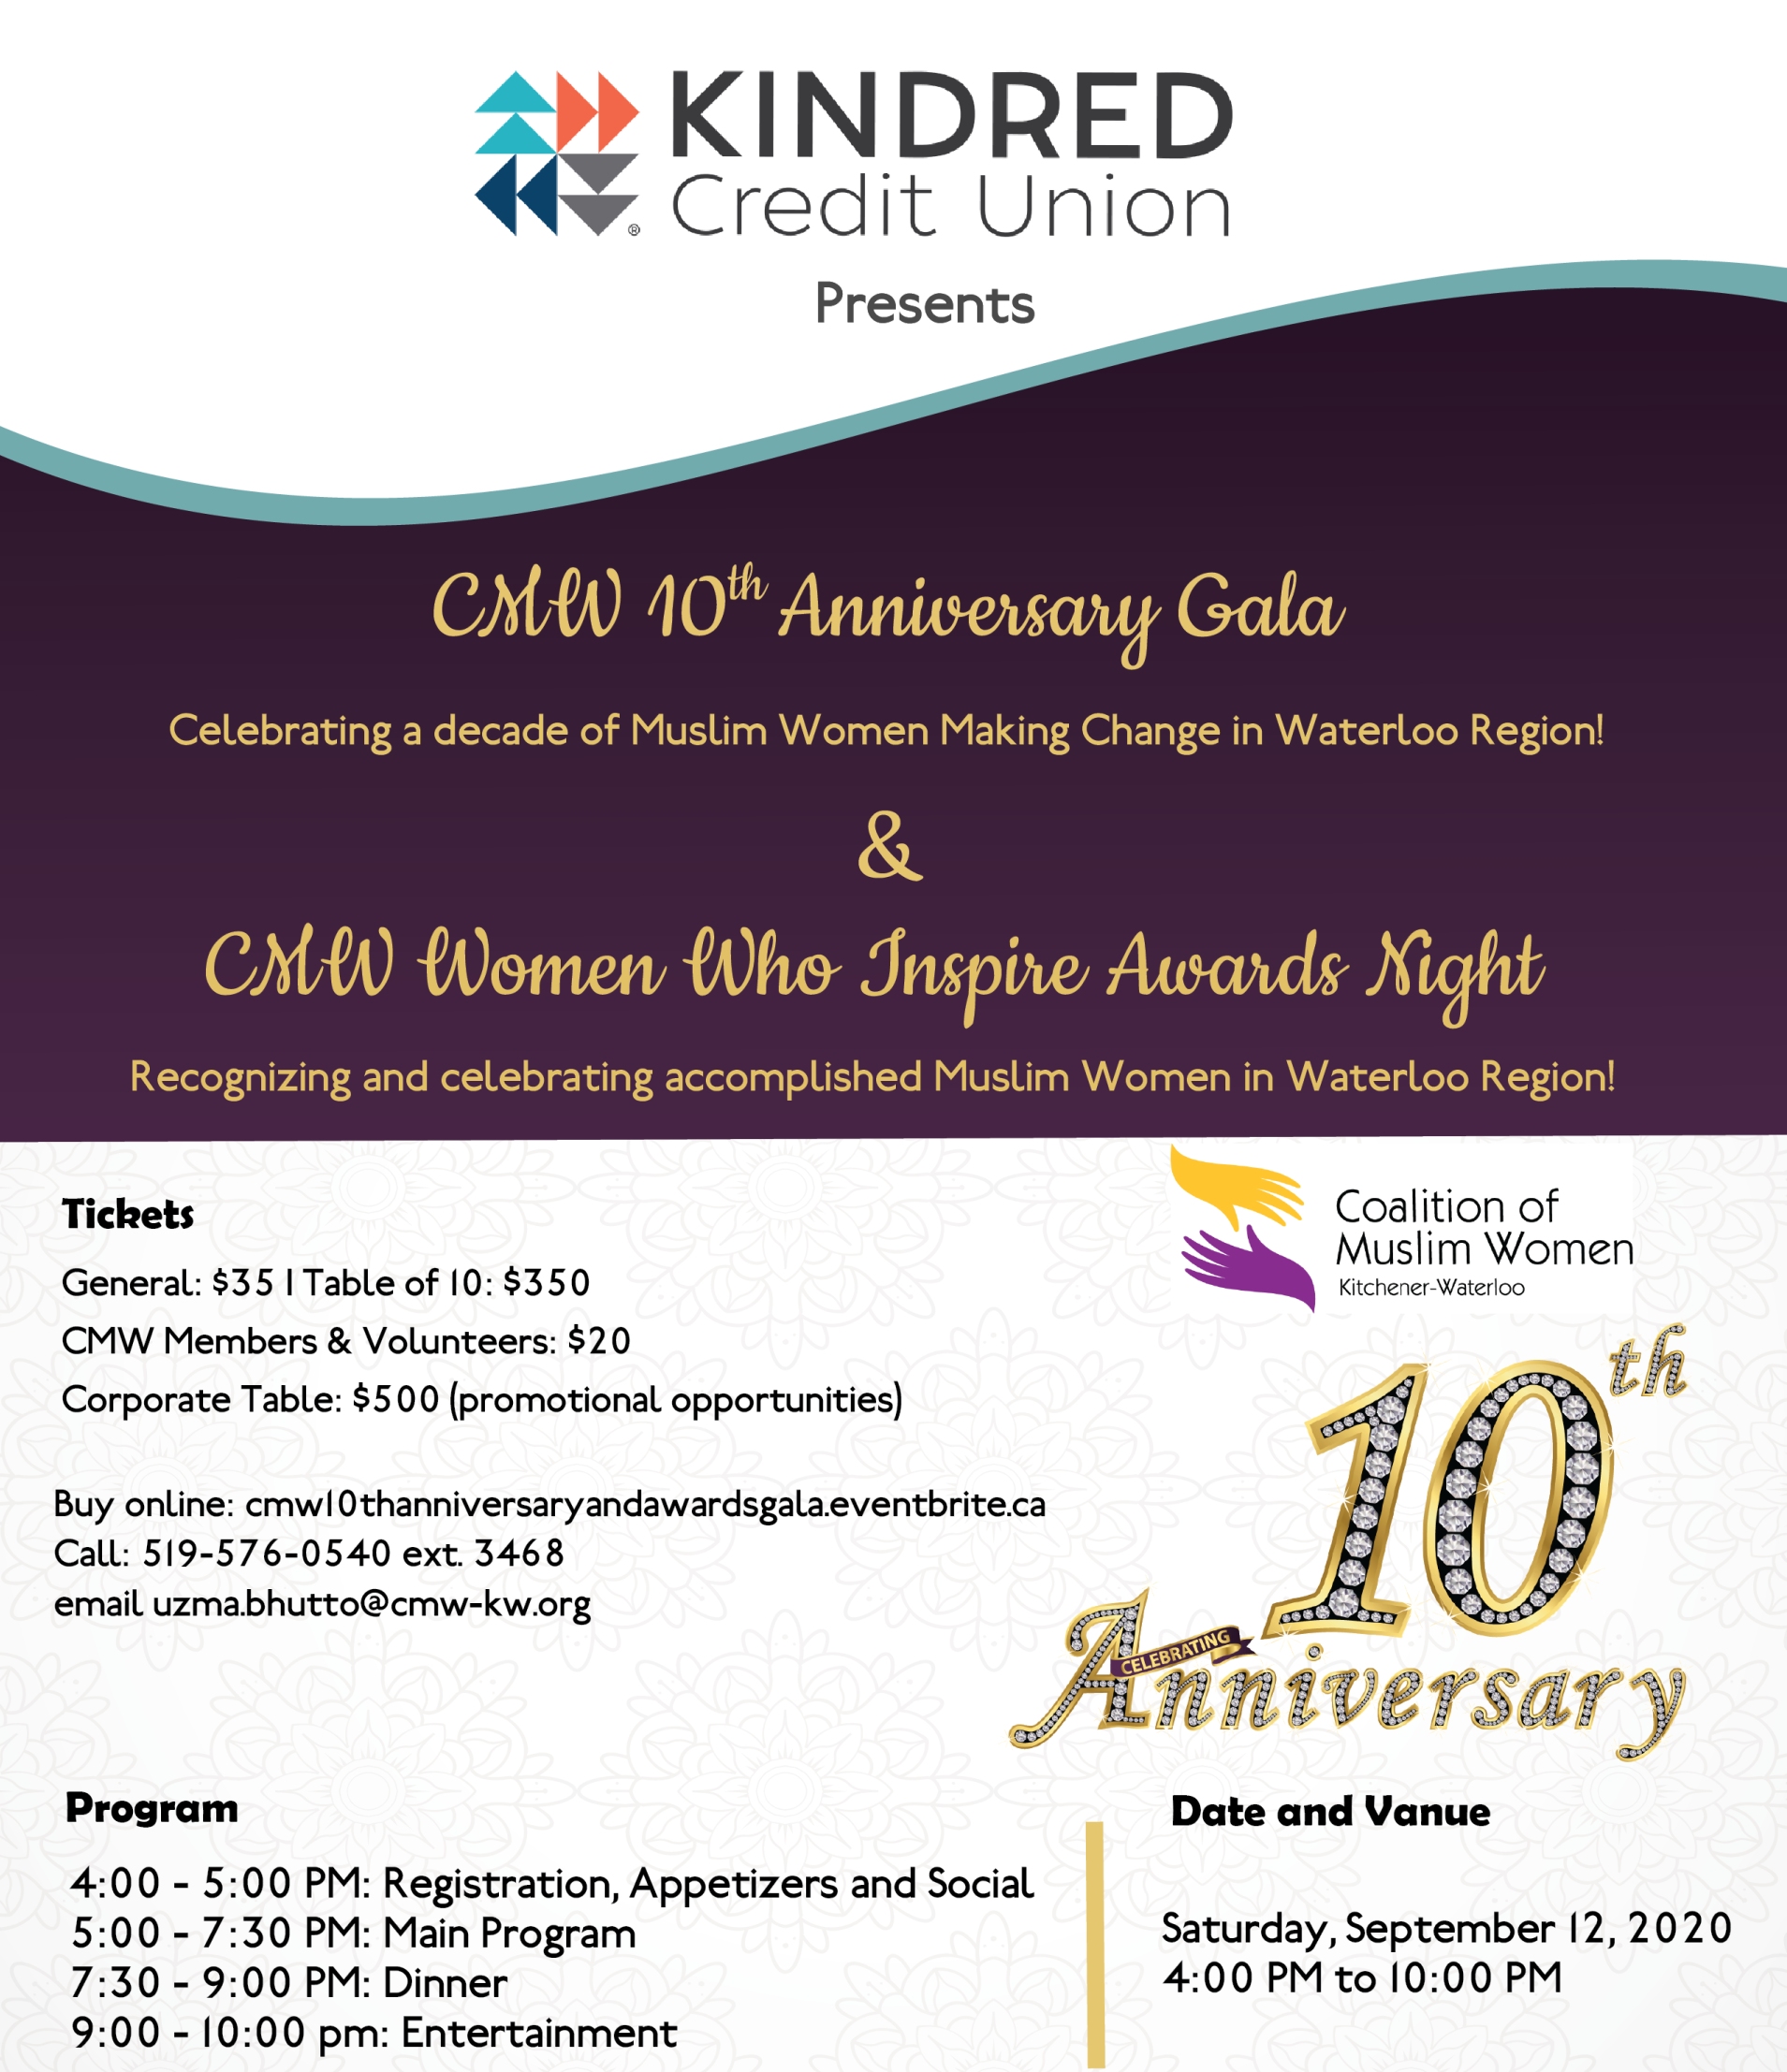 KINDRED
Credit Union
®
Presents
CMW 10th Anniversary Gala
Celebrating a decade of Muslim Women Making Change in Waterloo Region!
&
CMW Women Who Inspire Awards Night
Recognizing and celebrating accomplished Muslim Women in Waterloo Region!
Tickets
General: $35 | Table of 10: $350
CMW Members & Volunteers: $20
Corporate Table: $500 (promotional opportunities)
Buy online: cmw10thanniversaryandawardsgala.eventbrite.ca
Call: 519-576-0540 ext. 3468
email uzma.bhutto@cmw-kw.org
Coalition of
Muslim Women
Kitchener-Waterloo
10th
CELEBRATING
Anniversary
Program
4:00 - 5:00 PM: Registration, Appetizers and Social
5:00 - 7:30 PM: Main Program
7:30 - 9:00 PM: Dinner
9:00 - 10:00 pm: Entertainment
Date and Vanue
Saturday, September 12, 2020
4:00 PM to 10:00 PM